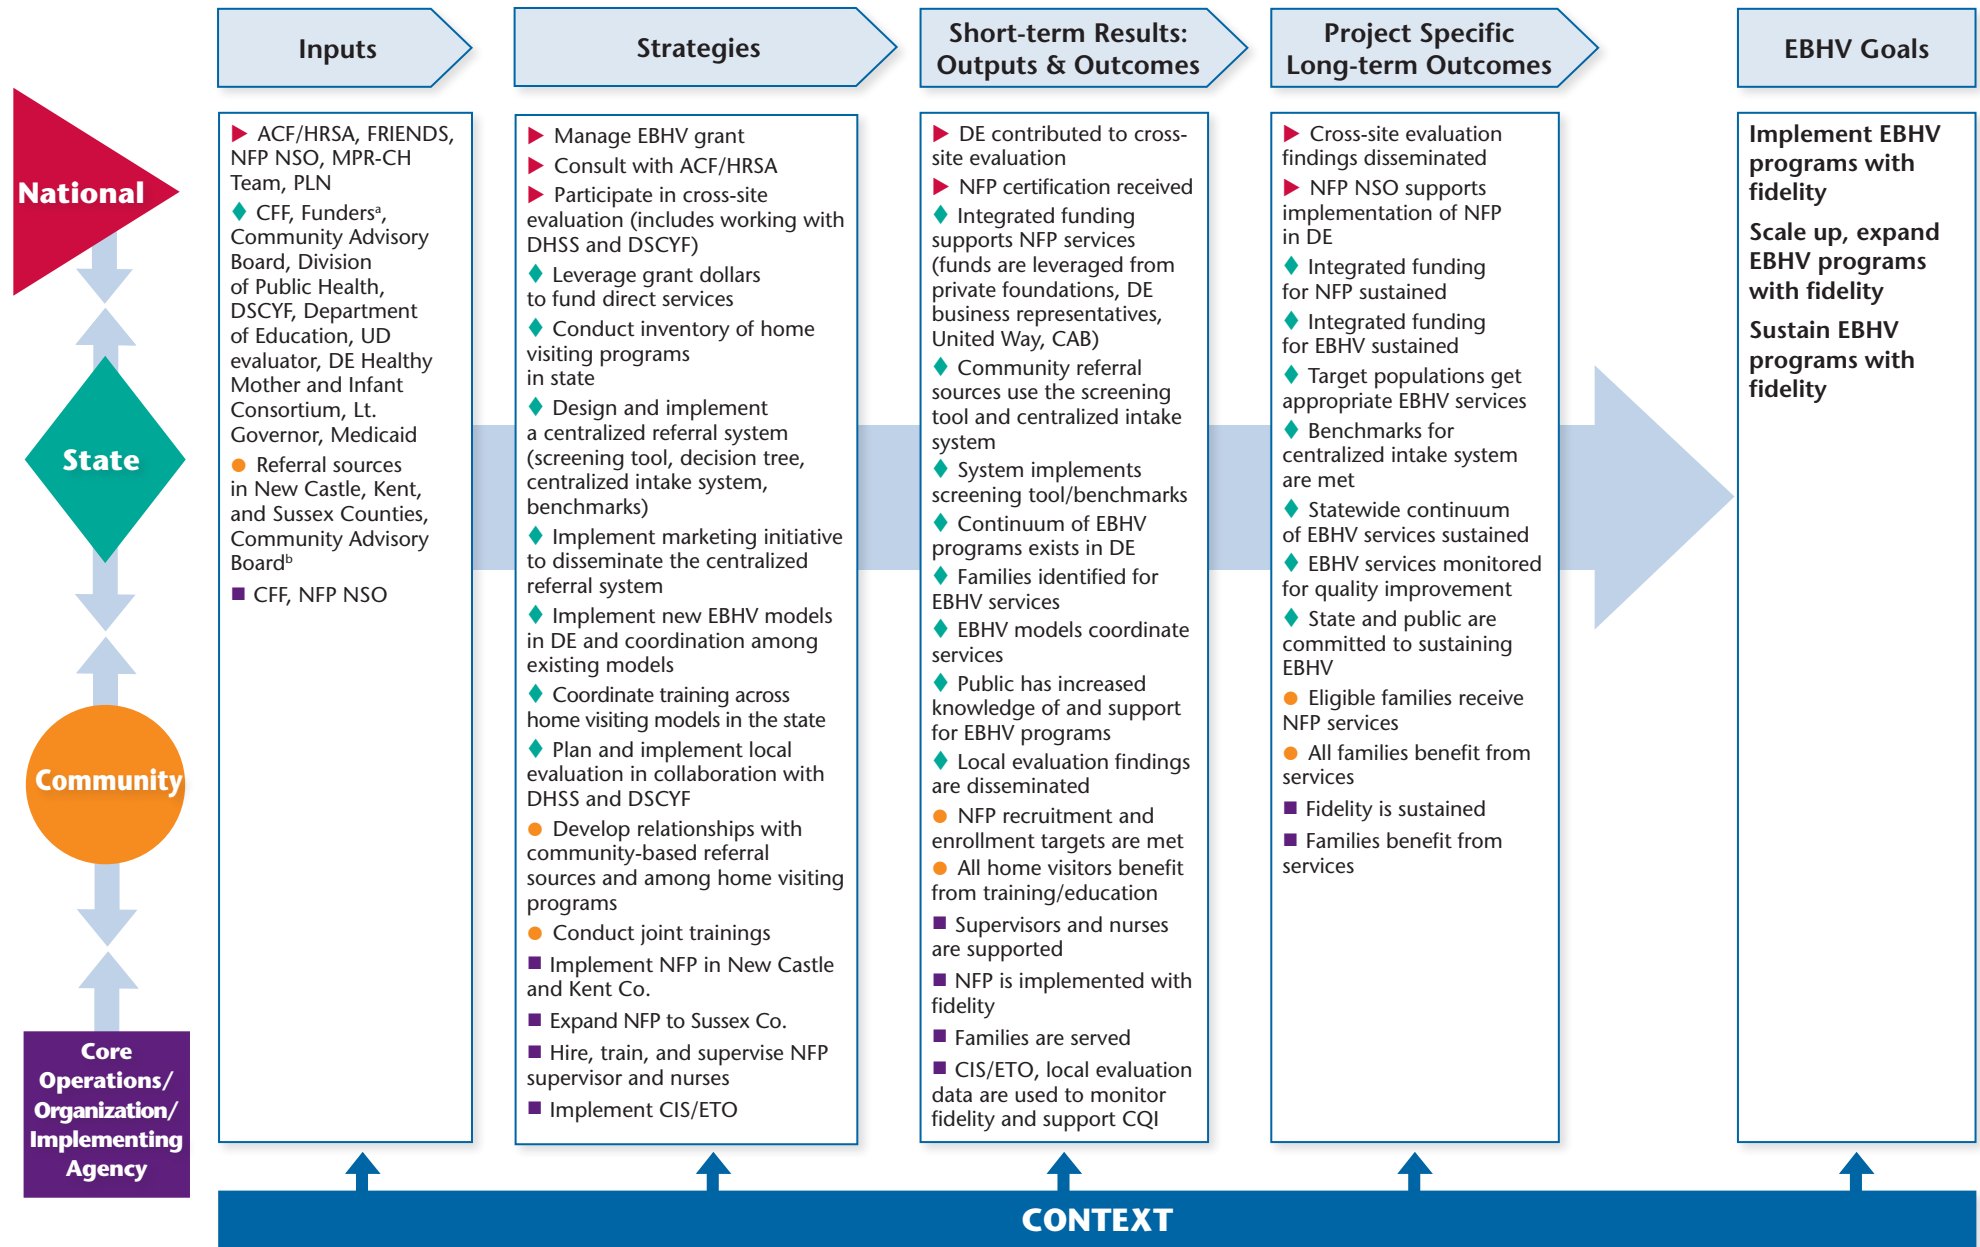 Inputs
Strategies
Short-term Results:
Outputs & Outcomes
Project Specific
Long-term Outcomes
EBHV Goals
National
State
Community
Core
Operations/
Organization/
Implementing
Agency
▶ ACF/HRSA, FRIENDS,
NFP NSO, MPR-CH
Team, PLN
♦ CFF, Fundersᵃ,
Community Advisory
Board, Division
of Public Health,
DSCYF, Department
of Education, UD
evaluator, DE Healthy
Mother and Infant
Consortium, Lt.
Governor, Medicaid
● Referral sources
in New Castle, Kent,
and Sussex Counties,
Community Advisory
Boardᵇ
■ CFF, NFP NSO
▶ Manage EBHV grant
▶ Consult with ACF/HRSA
▶ Participate in cross-site
evaluation (includes working with
DHSS and DSCYF)
♦ Leverage grant dollars
to fund direct services
♦ Conduct inventory of home
visiting programs
in state
♦ Design and implement
a centralized referral system
(screening tool, decision tree,
centralized intake system,
benchmarks)
♦ Implement marketing initiative
to disseminate the centralized
referral system
♦ Implement new EBHV models
in DE and coordination among
existing models
♦ Coordinate training across
home visiting models in the state
♦ Plan and implement local
evaluation in collaboration with
DHSS and DSCYF
● Develop relationships with
community-based referral
sources and among home visiting
programs
● Conduct joint trainings
■ Implement NFP in New Castle
and Kent Co.
■ Expand NFP to Sussex Co.
■ Hire, train, and supervise NFP
supervisor and nurses
■ Implement CIS/ETO
▶ DE contributed to cross-
site evaluation
▶ NFP certification received
♦ Integrated funding
supports NFP services
(funds are leveraged from
private foundations, DE
business representatives,
United Way, CAB)
♦ Community referral
sources use the screening
tool and centralized intake
system
♦ System implements
screening tool/benchmarks
♦ Continuum of EBHV
programs exists in DE
♦ Families identified for
EBHV services
♦ EBHV models coordinate
services
♦ Public has increased
knowledge of and support
for EBHV programs
♦ Local evaluation findings
are disseminated
● NFP recruitment and
enrollment targets are met
● All home visitors benefit
from training/education
■ Supervisors and nurses
are supported
■ NFP is implemented with
fidelity
■ Families are served
■ CIS/ETO, local evaluation
data are used to monitor
fidelity and support CQI
▶ Cross-site evaluation
findings disseminated
▶ NFP NSO supports
implementation of NFP
in DE
♦ Integrated funding
for NFP sustained
♦ Integrated funding
for EBHV sustained
♦ Target populations get
appropriate EBHV services
♦ Benchmarks for
centralized intake system
are met
♦ Statewide continuum
of EBHV services sustained
♦ EBHV services monitored
for quality improvement
♦ State and public are
committed to sustaining
EBHV
● Eligible families receive
NFP services
● All families benefit from
services
■ Fidelity is sustained
■ Families benefit from
services
Implement EBHV
programs with
fidelity
Scale up, expand
EBHV programs
with fidelity
Sustain EBHV
programs with
fidelity
CONTEXT